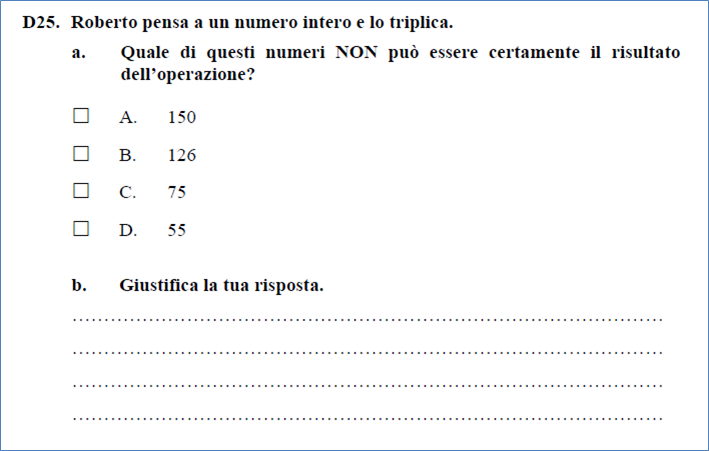 D25. Roberto pensa a un numero intero e lo triplica.
a. Quale di questi numeri NON può essere certamente il risultato
dell'operazione?
☐ A. 150
☐ B. 126
☐ C. 75
☐ D. 55
b. Giustifica la tua risposta.
..........................................................................................
..........................................................................................
..........................................................................................
..........................................................................................